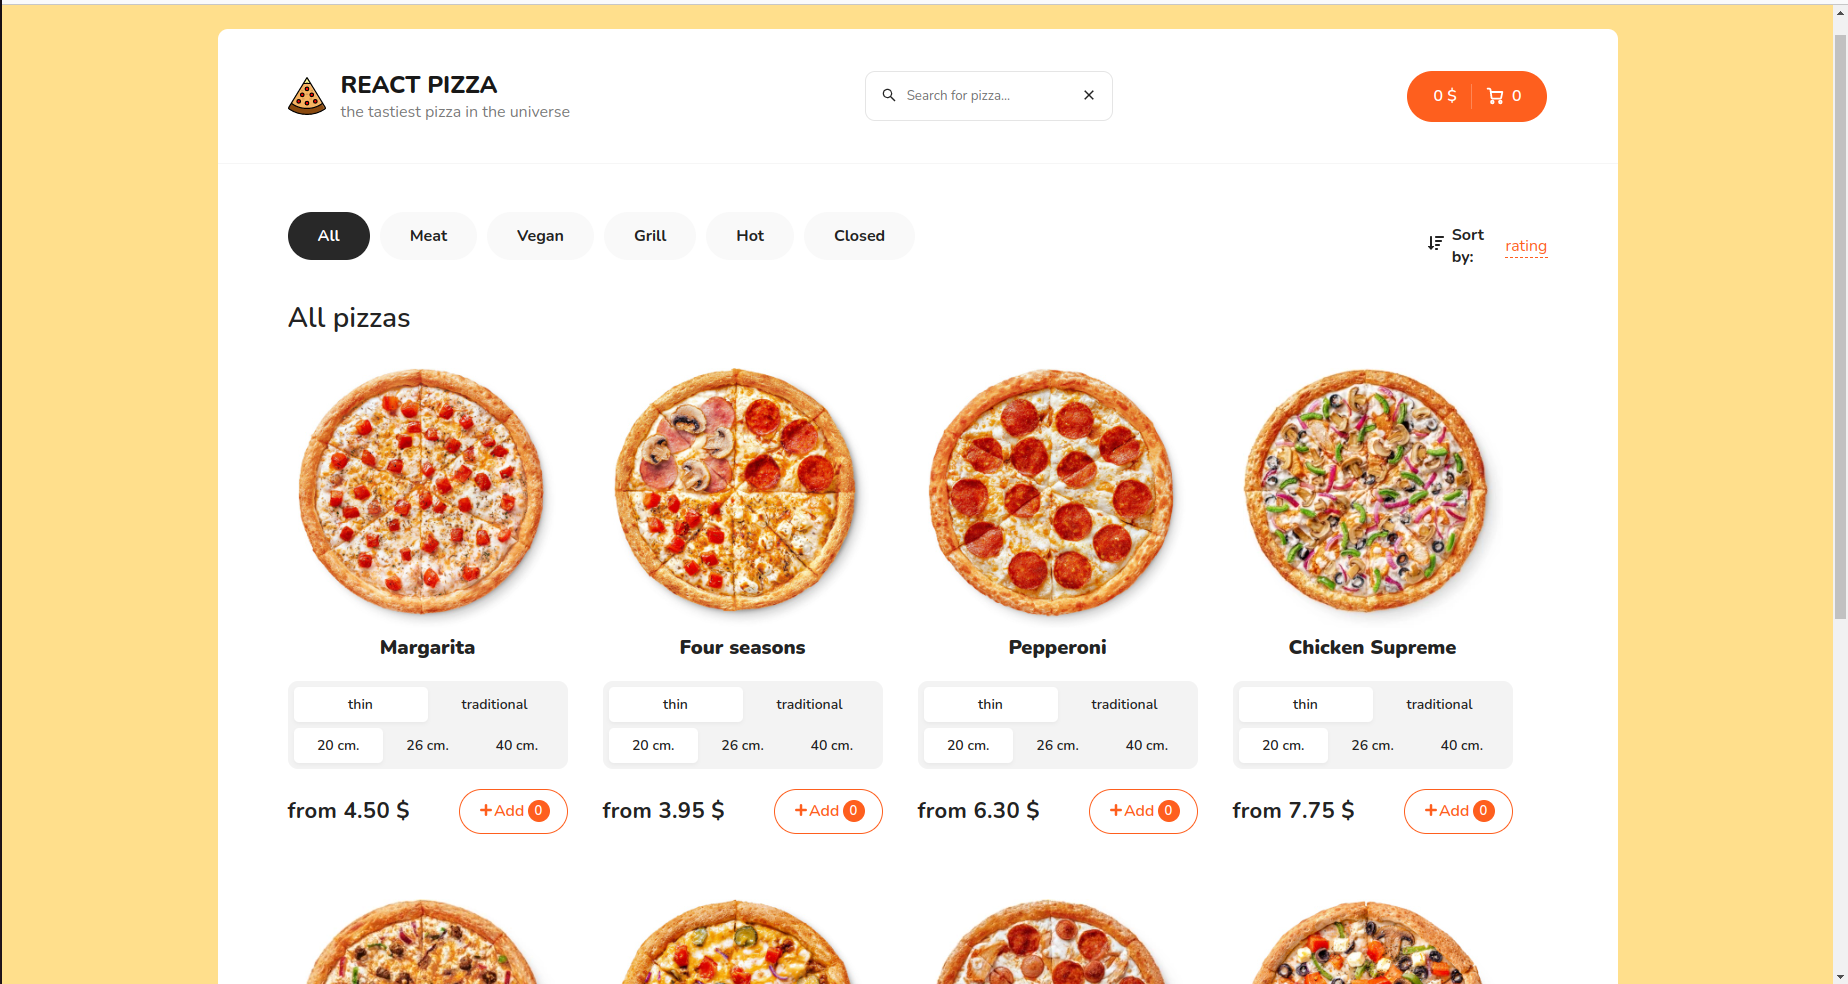 REACT PIZZA
the tastiest pizza in the universe
Search for pizza...
0 $ 0
All Meat Vegan Grill Hot Closed
Sort by:
rating
All pizzas
Margarita
thin traditional
20 cm. 26 cm. 40 cm.
from 4.50 $ +Add 0
Four seasons
thin traditional
20 cm. 26 cm. 40 cm.
from 3.95 $ +Add 0
Pepperoni
thin traditional
20 cm. 26 cm. 40 cm.
from 6.30 $ +Add 0
Chicken Supreme
thin traditional
20 cm. 26 cm. 40 cm.
from 7.75 $ +Add 0